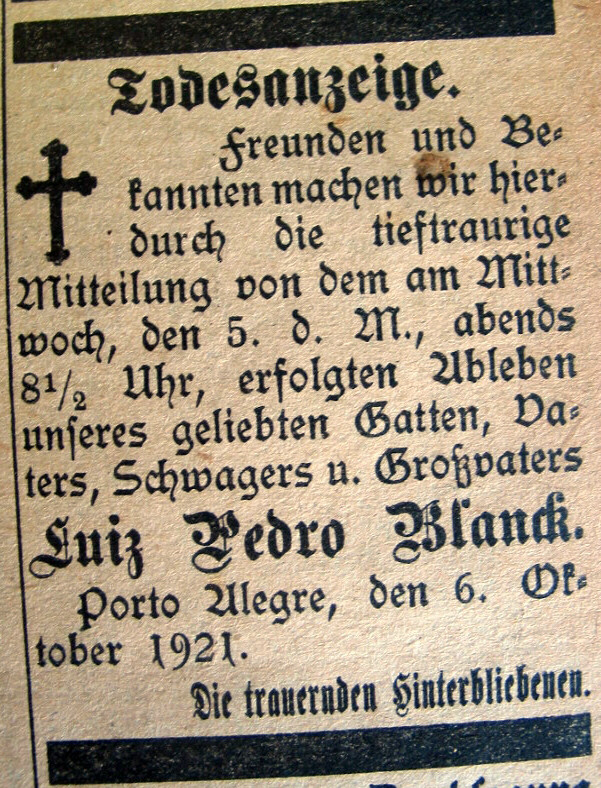 Todesanzeige.
Freunden und Be-
kannten machen wir hier-
durch die tieftraurige
Mitteilung von dem am Mitt-
woch, den 5. d. M., abends
8½ Uhr, erfolgten Ableben
unseres geliebten Gatten, Va-
ters, Schwagers u. Großvaters
Luiz Pedro Blanck.
Porto Alegre, den 6. Ok-
tober 1921.
Die trauernden Hinterbliebenen.